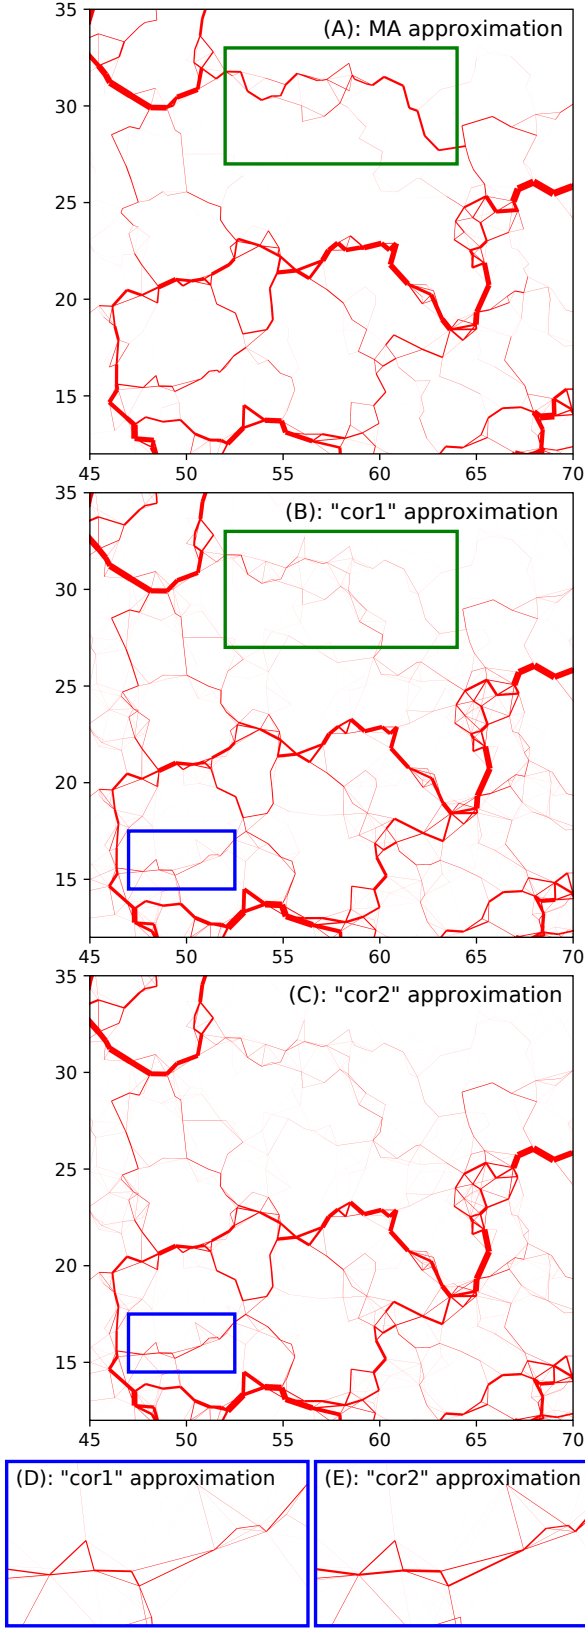 (A): MA approximation
35
30
25
20
15
45 50 55 60 65 70
(B): "cor1" approximation
35
30
25
20
15
45 50 55 60 65 70
(C): "cor2" approximation
35
30
25
20
15
45 50 55 60 65 70
(D): "cor1" approximation (E): "cor2" approximation